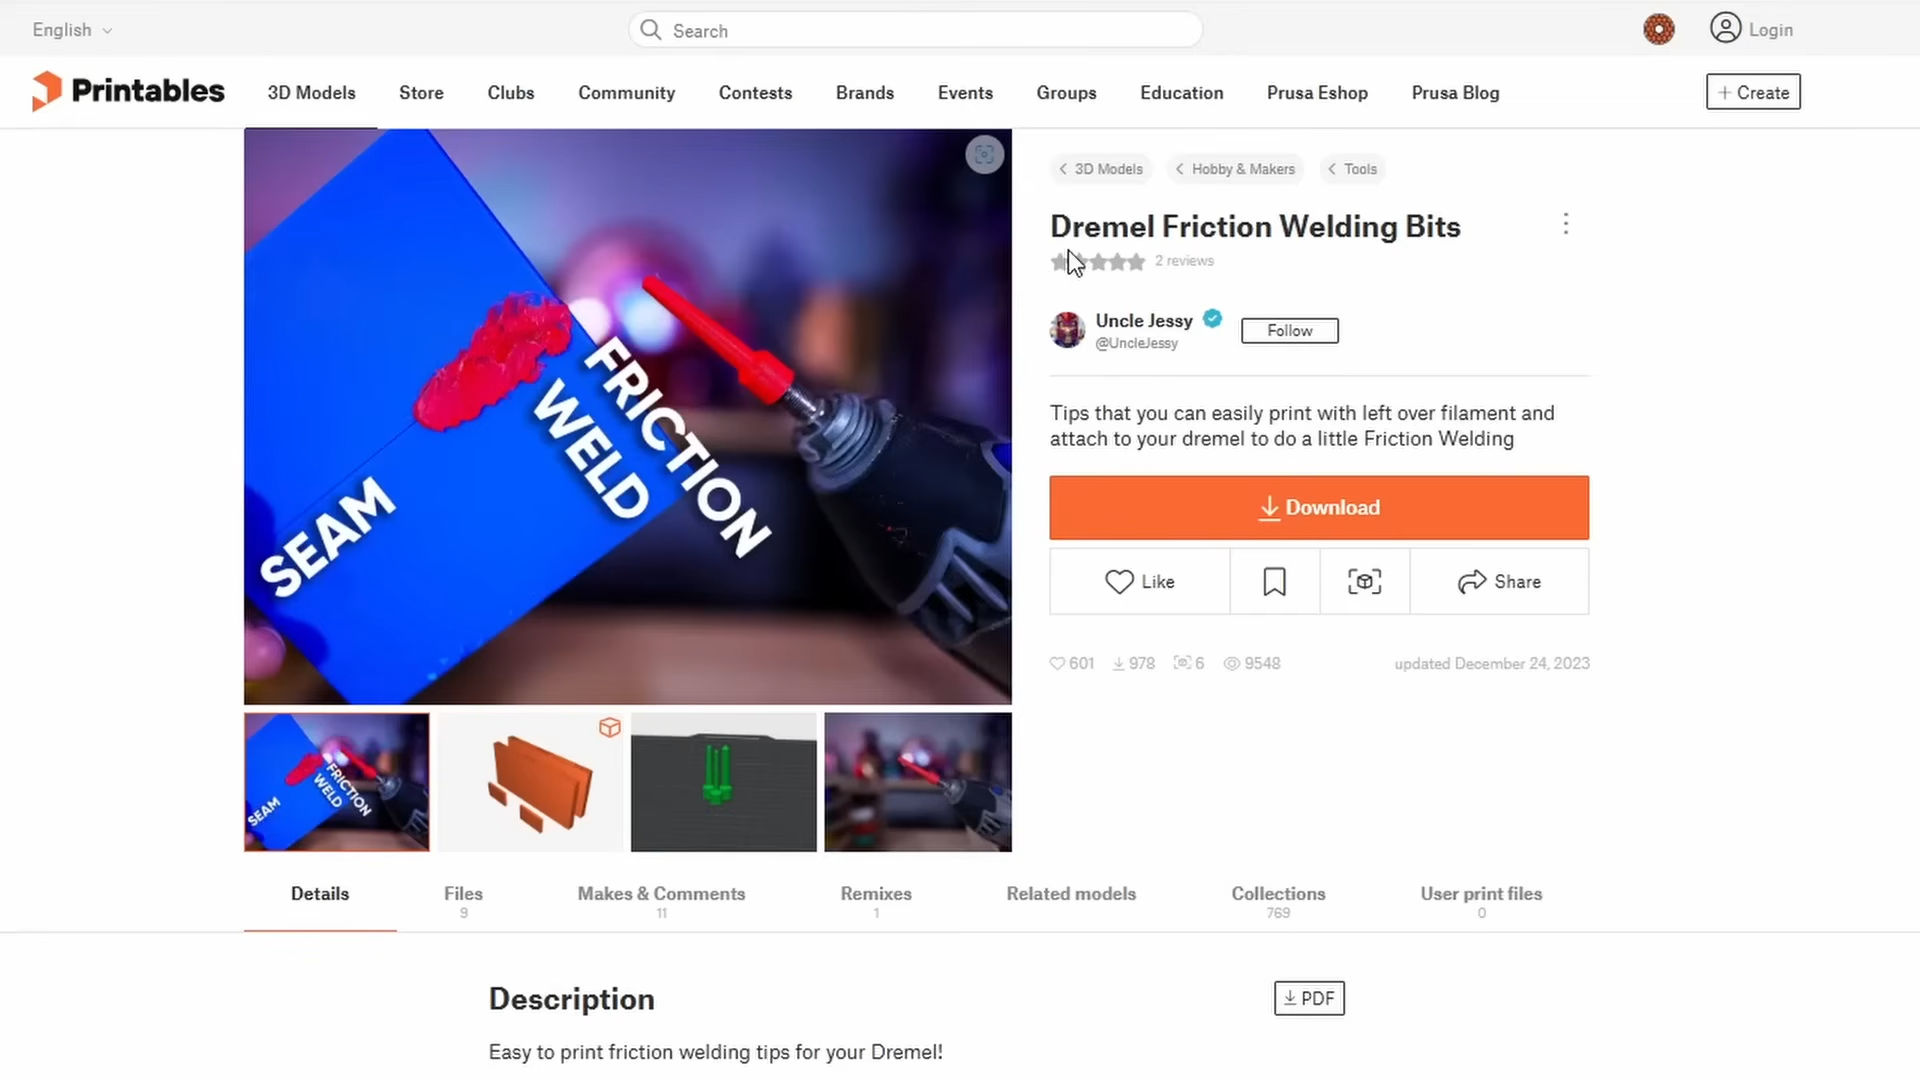 English
Search
Login
Printables
3D Models
Store
Clubs
Community
Contests
Brands
Events
Groups
Education
Prusa Eshop
Prusa Blog
+ Create
SEAM
FRICTION
WELD
3D Models
Hobby & Makers
Tools
Dremel Friction Welding Bits
2 reviews
Uncle Jessy
@UncleJessy
Follow
Tips that you can easily print with left over filament and
attach to your dremel to do a little Friction Welding
Download
Like
Share
601
978
6
9548
updated December 24, 2023
SEAM
FRICTION
WELD
Details
Files
9
Makes & Comments
11
Remixes
1
Related models
Collections
769
User print files
0
Description
PDF
Easy to print friction welding tips for your Dremel!